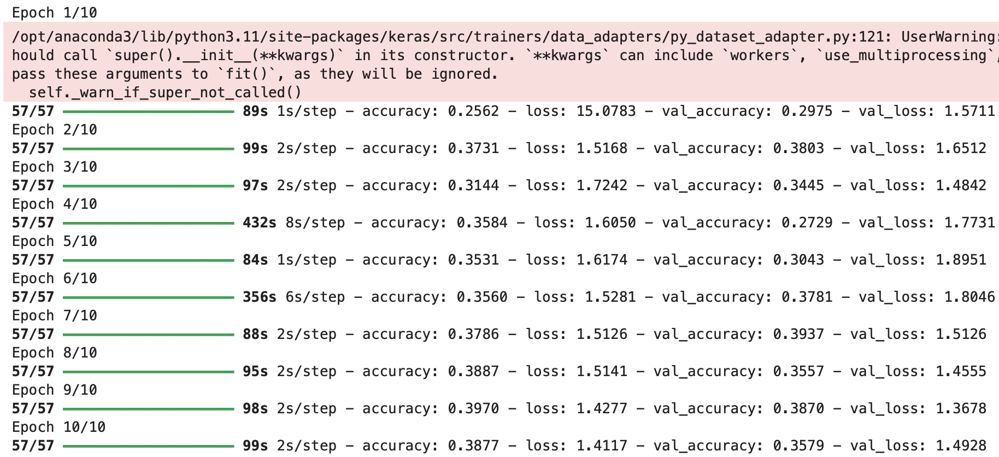 Epoch 1/10
/opt/anaconda3/lib/python3.11/site-packages/keras/src/trainers/data_adapters/py_dataset_adapter.py:121: UserWarning:
hould call `super().__init__(**kwargs)` in its constructor. `**kwargs` can include `workers`, `use_multiprocessing`,
pass these arguments to `fit()`, as they will be ignored.
  self._warn_if_super_not_called()
57/57 ━━━━━━━━━━━━━━━━━━━━ 89s 1s/step - accuracy: 0.2562 - loss: 15.0783 - val_accuracy: 0.2975 - val_loss: 1.5711
Epoch 2/10
57/57 ━━━━━━━━━━━━━━━━━━━━ 99s 2s/step - accuracy: 0.3731 - loss: 1.5168 - val_accuracy: 0.3803 - val_loss: 1.6512
Epoch 3/10
57/57 ━━━━━━━━━━━━━━━━━━━━ 97s 2s/step - accuracy: 0.3144 - loss: 1.7242 - val_accuracy: 0.3445 - val_loss: 1.4842
Epoch 4/10
57/57 ━━━━━━━━━━━━━━━━━━━━ 432s 8s/step - accuracy: 0.3584 - loss: 1.6050 - val_accuracy: 0.2729 - val_loss: 1.7731
Epoch 5/10
57/57 ━━━━━━━━━━━━━━━━━━━━ 84s 1s/step - accuracy: 0.3531 - loss: 1.6174 - val_accuracy: 0.3043 - val_loss: 1.8951
Epoch 6/10
57/57 ━━━━━━━━━━━━━━━━━━━━ 356s 6s/step - accuracy: 0.3560 - loss: 1.5281 - val_accuracy: 0.3781 - val_loss: 1.8046
Epoch 7/10
57/57 ━━━━━━━━━━━━━━━━━━━━ 88s 2s/step - accuracy: 0.3786 - loss: 1.5126 - val_accuracy: 0.3937 - val_loss: 1.5126
Epoch 8/10
57/57 ━━━━━━━━━━━━━━━━━━━━ 95s 2s/step - accuracy: 0.3887 - loss: 1.5141 - val_accuracy: 0.3557 - val_loss: 1.4555
Epoch 9/10
57/57 ━━━━━━━━━━━━━━━━━━━━ 98s 2s/step - accuracy: 0.3970 - loss: 1.4277 - val_accuracy: 0.3870 - val_loss: 1.3678
Epoch 10/10
57/57 ━━━━━━━━━━━━━━━━━━━━ 99s 2s/step - accuracy: 0.3877 - loss: 1.4117 - val_accuracy: 0.3579 - val_loss: 1.4928